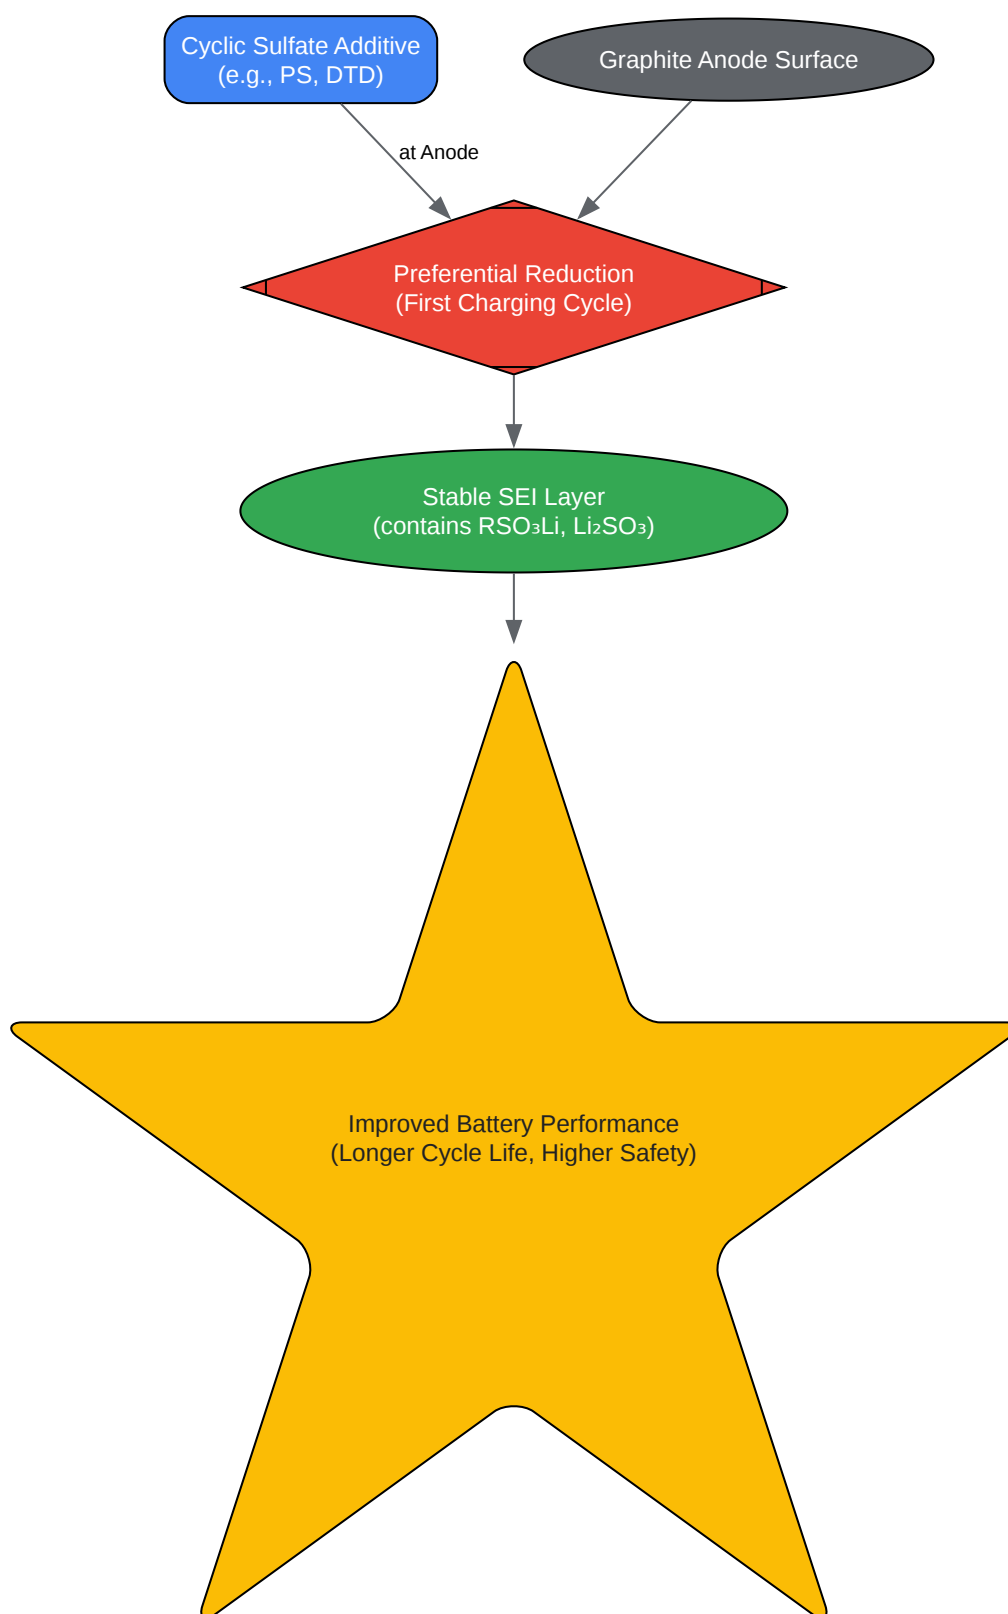 Cyclic Sulfate Additive
(e.g., PS, DTD)
Graphite Anode Surface
at Anode
Preferential Reduction
(First Charging Cycle)
Stable SEI Layer
(contains RSO₃Li, Li₂SO₃)
Improved Battery Performance
(Longer Cycle Life, Higher Safety)